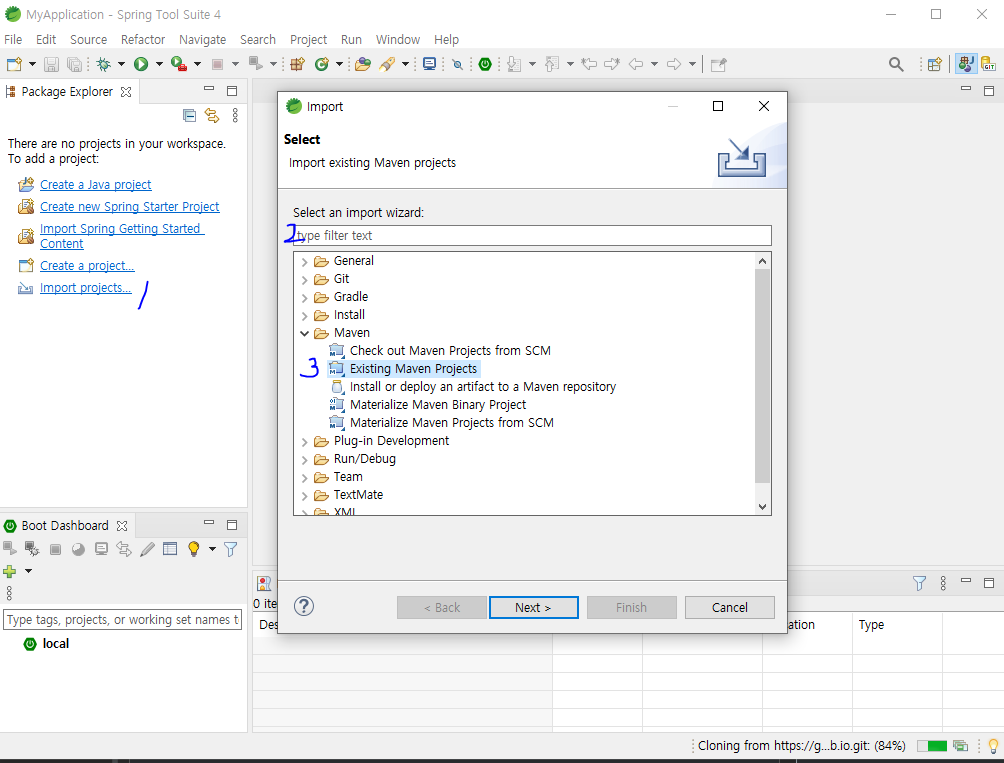 MyApplication - Spring Tool Suite 4
File Edit Source Refactor Navigate Search Project Run Window Help
Package Explorer
There are no projects in your workspace.
To add a project:
Create a Java project
Create new Spring Starter Project
Import Spring Getting Started
Content
Create a project...
Import projects...
1
Import
Select
Import existing Maven projects
Select an import wizard:
2
type filter text
General
Git
Gradle
Install
Maven
Check out Maven Projects from SCM
3
Existing Maven Projects
Install or deploy an artifact to a Maven repository
Materialize Maven Binary Project
Materialize Maven Projects from SCM
Plug-in Development
Run/Debug
Team
TextMate
XML
?
< Back
Next >
Finish
Cancel
Boot Dashboard
Type tags, projects, or working set names t
local
0 ite
Des
ation
Type
Cloning from https://g...b.io.git: (84%)